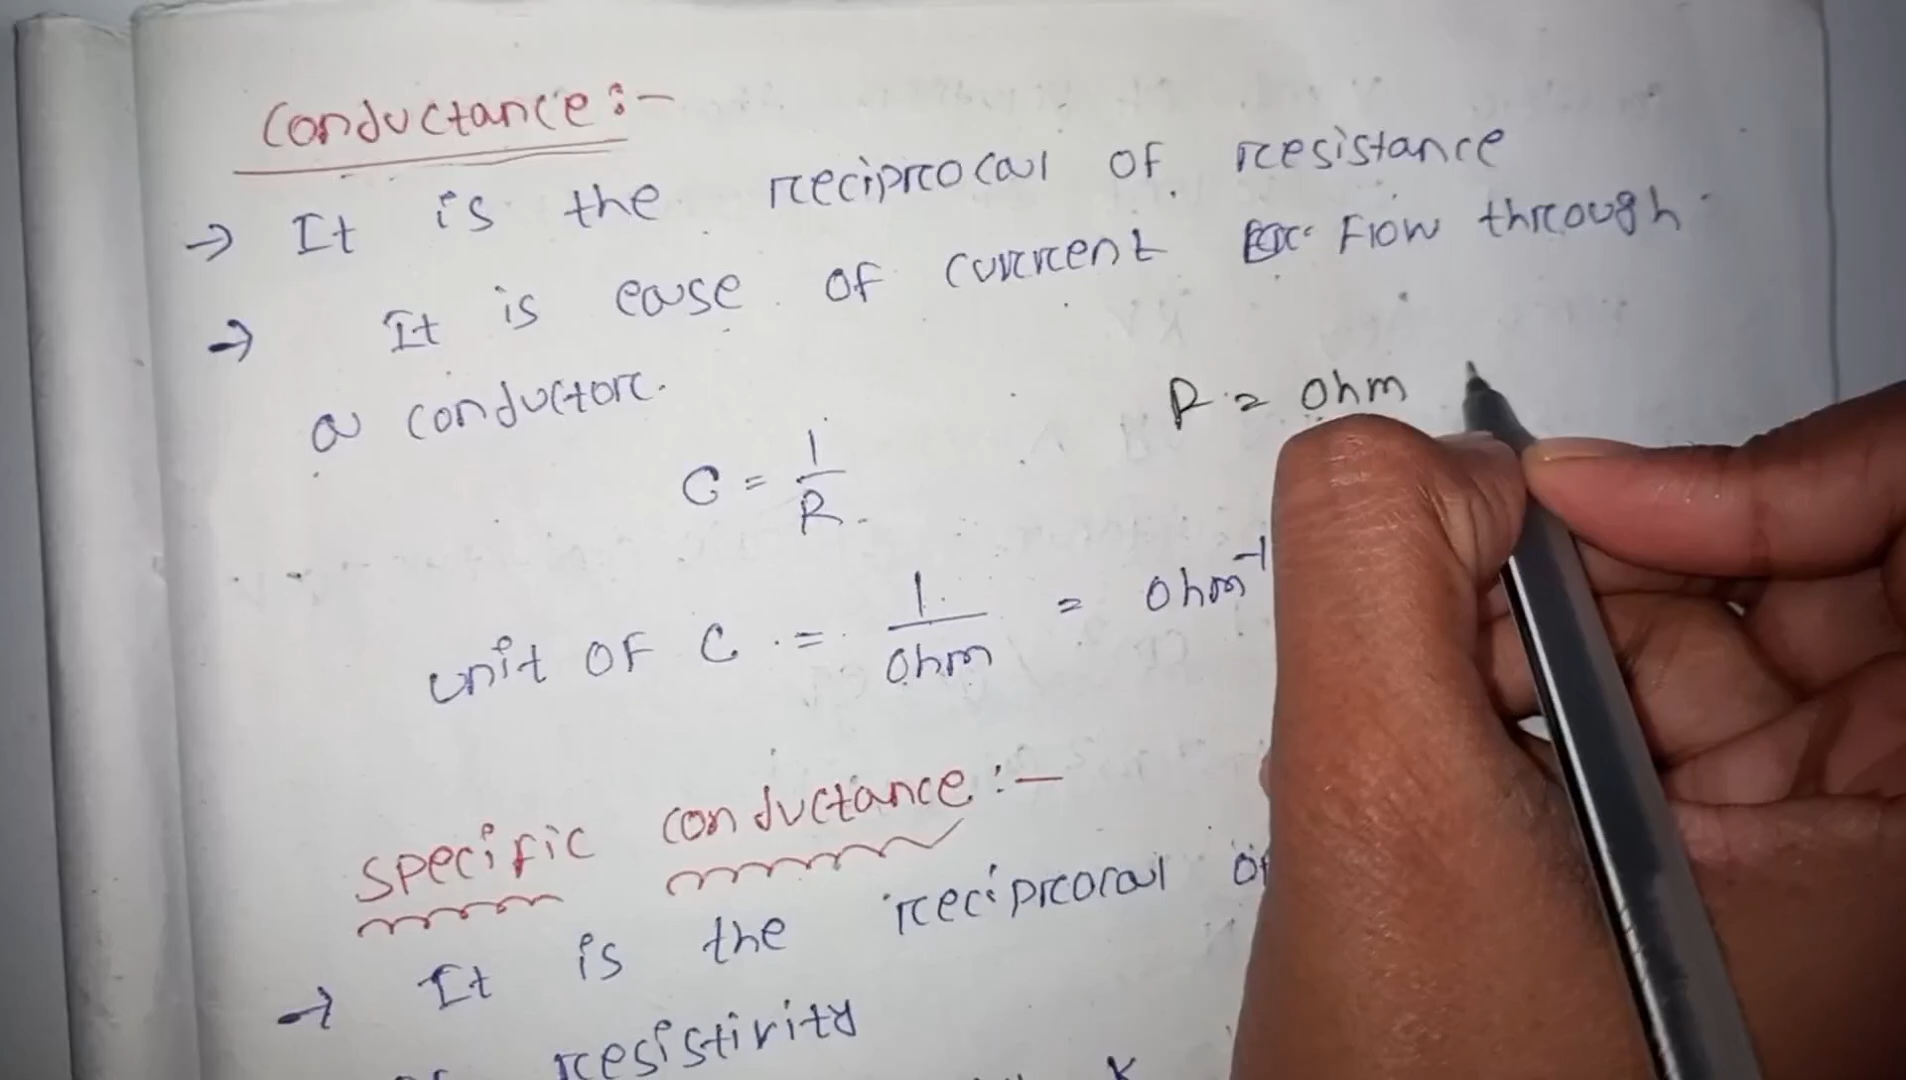 Conductance :-
→ It is the reciprocal of resistance
→ It is ease of current flow through
a conductor.
R = ohm
C = 1/R
unit of C = 1/ohm = ohm⁻¹
Specific conductance :-
→ It is the reciprocal of
resistivity
K